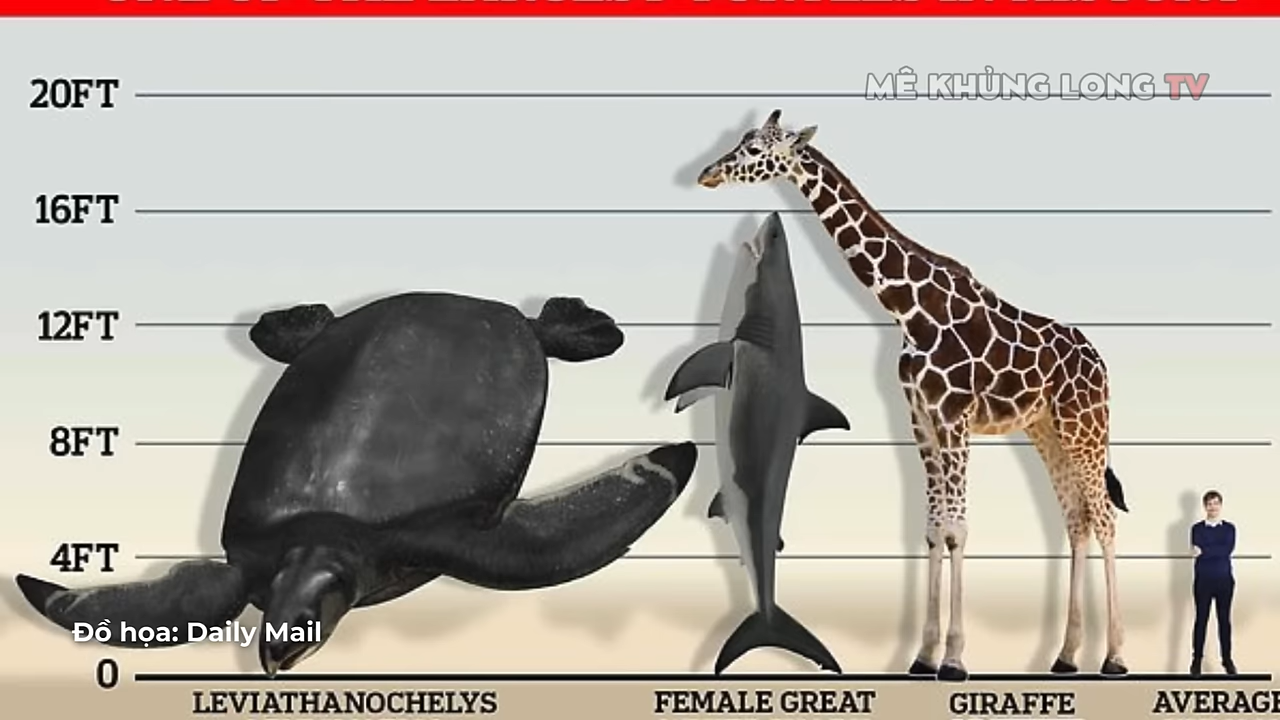 20FT
MÊ KHỦNG LONG TV
16FT
12FT
8FT
4FT
Đồ họa: Daily Mail
0
LEVIATHANOCHELYS
FEMALE GREAT
GIRAFFE
AVERAGE